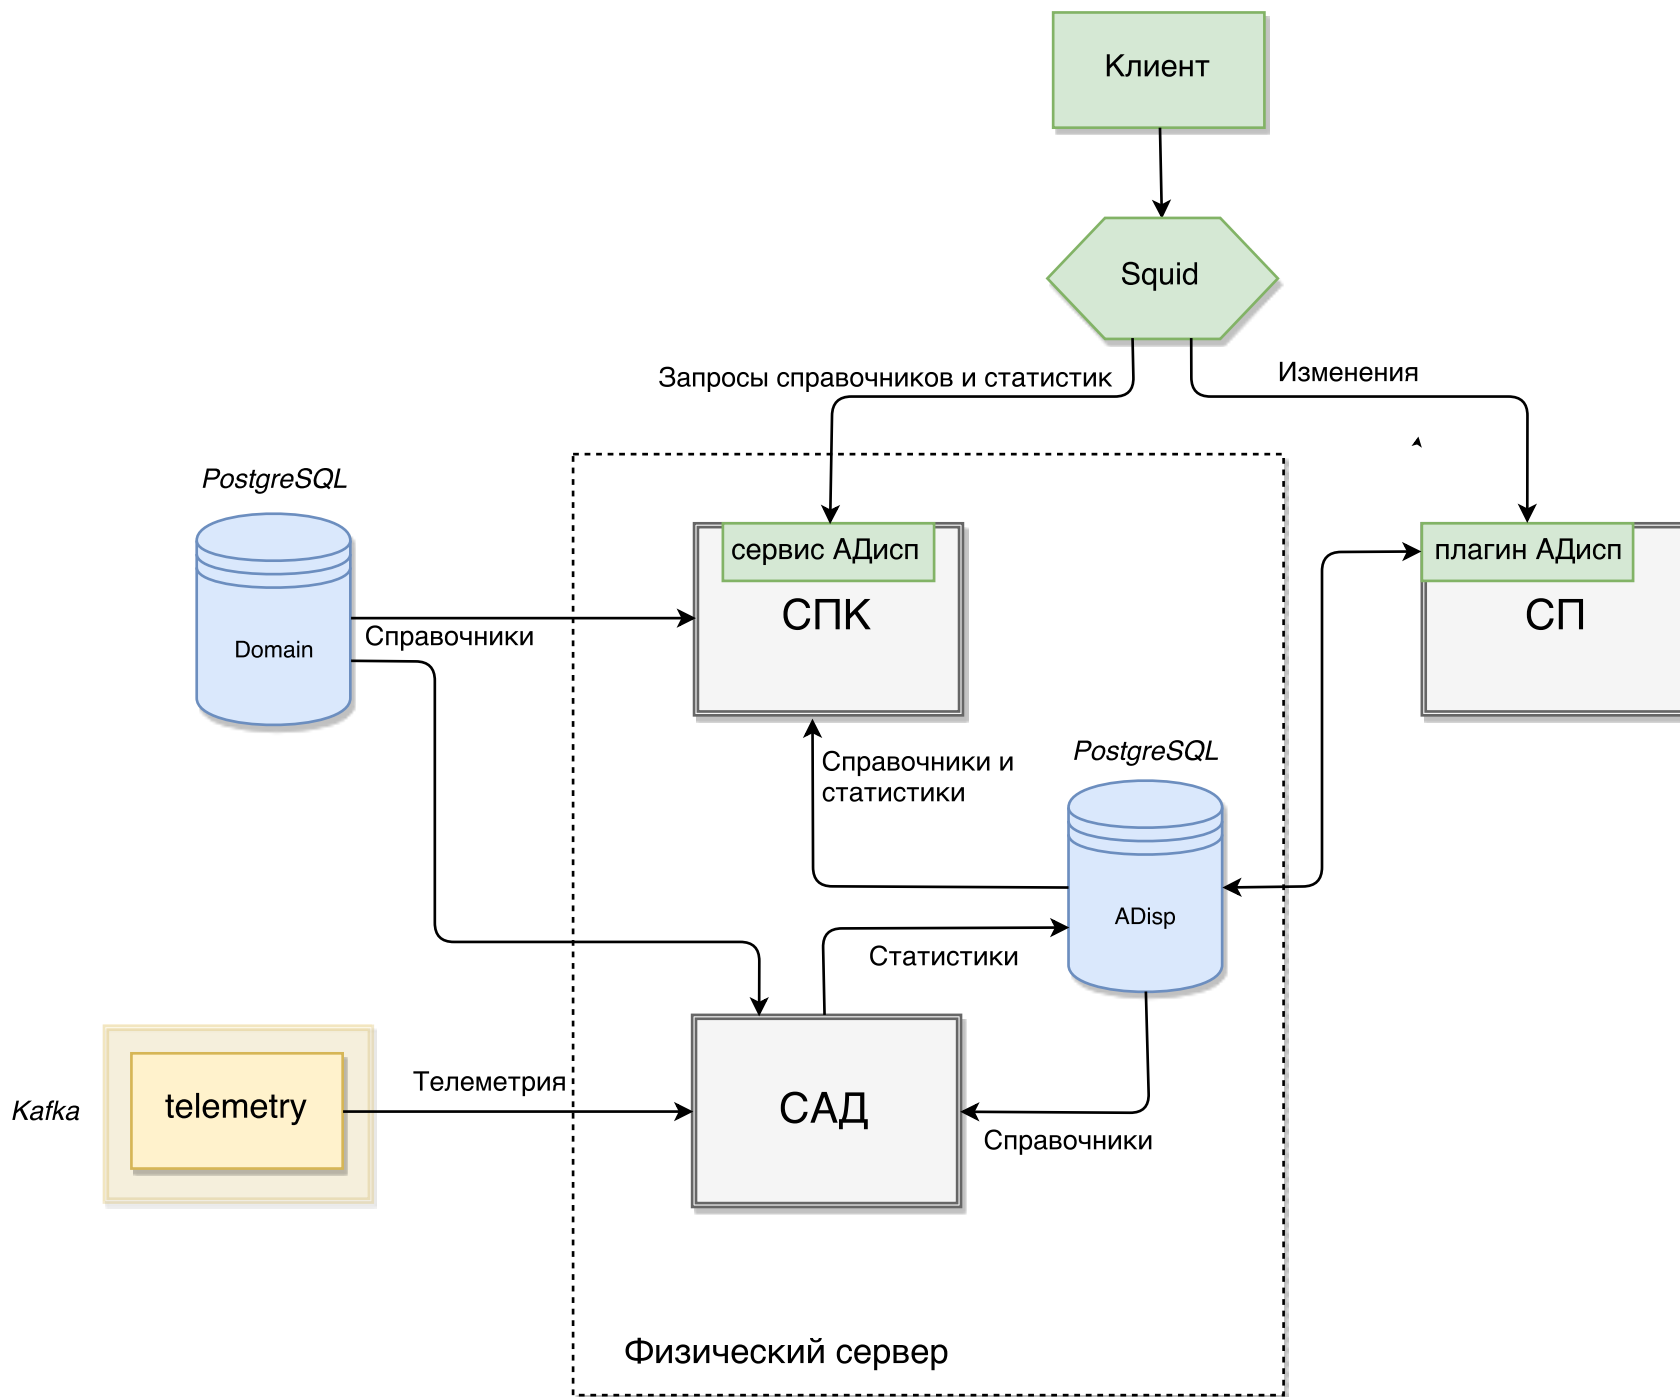 Клиент
Squid
Запросы справочников и статистик
Изменения
PostgreSQL
сервис АДисп
плагин АДисп
СПК
СП
Справочники
Domain
PostgreSQL
Справочники и
статистики
ADisp
Статистики
Телеметрия
telemetry
Kafka
САД
Справочники
Физический сервер